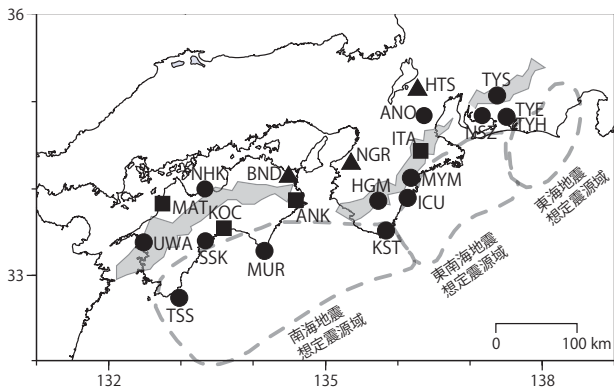 36
HTS
TYS
ANO
TYE
NSZ
TYH
ITA
NHK
BND
NGR
HGM
MYM
MAT
KOC
ANK
ICU
UWA
SSK
MUR
KST
33
TSS
東海地震
想定震源域
東南海地震
想定震源域
南海地震
想定震源域
0
100 km
132
135
138